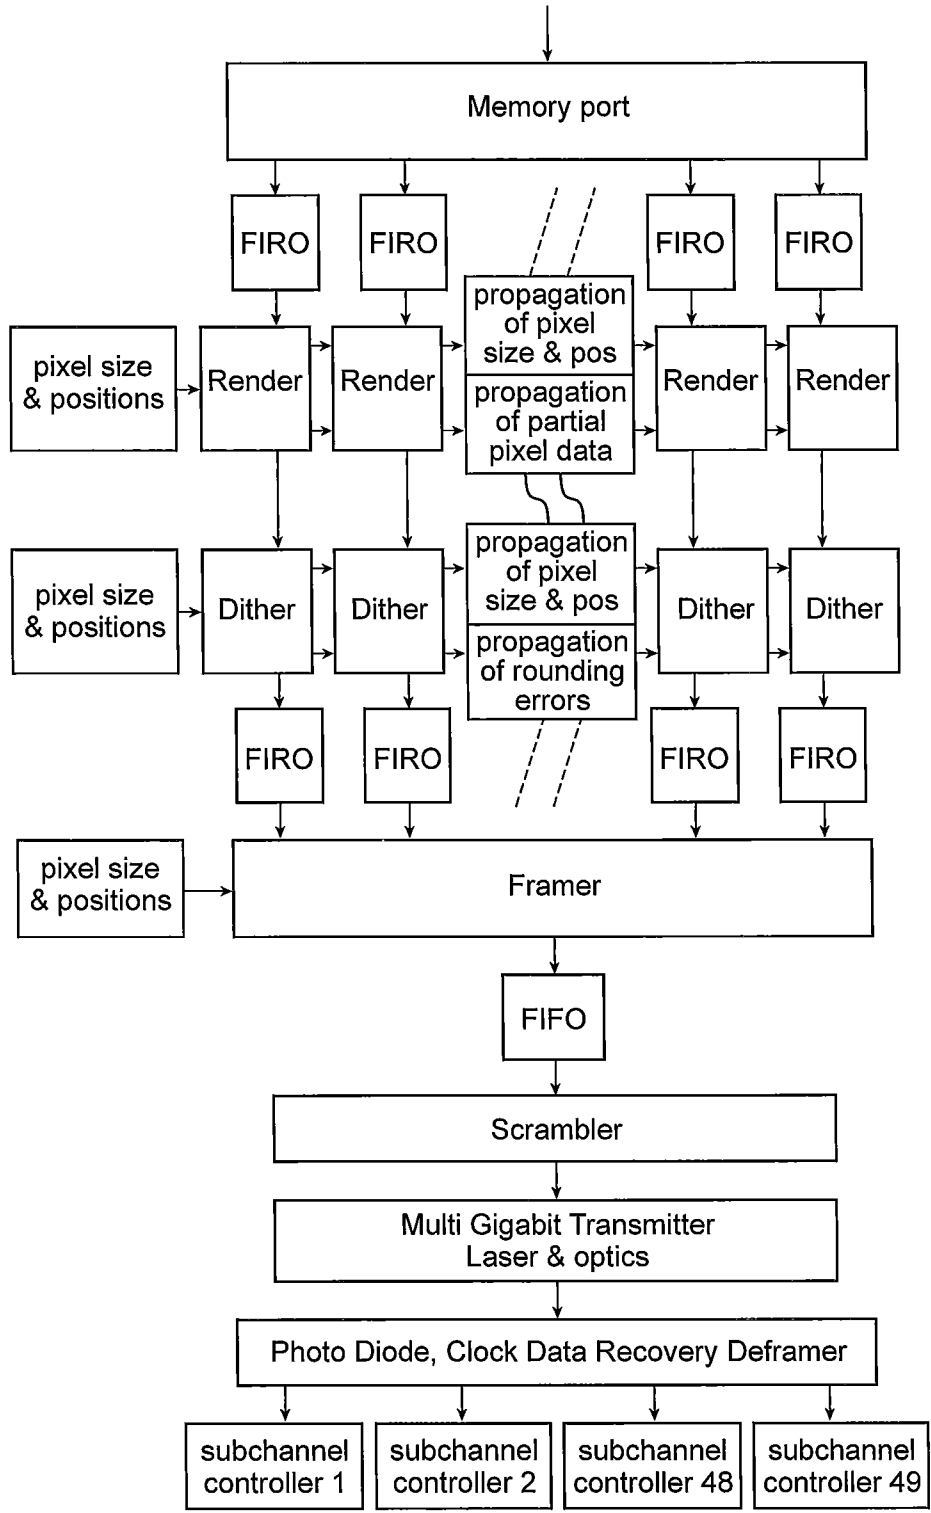 Memory port
FIRO
FIRO
FIRO
FIRO
pixel size
& positions
Render
Render
propagation
of pixel
size & pos
propagation
of partial
pixel data
Render
Render
pixel size
& positions
Dither
Dither
propagation
of pixel
size & pos
propagation
of rounding
errors
Dither
Dither
FIRO
FIRO
FIRO
FIRO
pixel size
& positions
Framer
FIFO
Scrambler
Multi Gigabit Transmitter
Laser & optics
Photo Diode, Clock Data Recovery Deframer
subchannel
controller 1
subchannel
controller 2
subchannel
controller 48
subchannel
controller 49